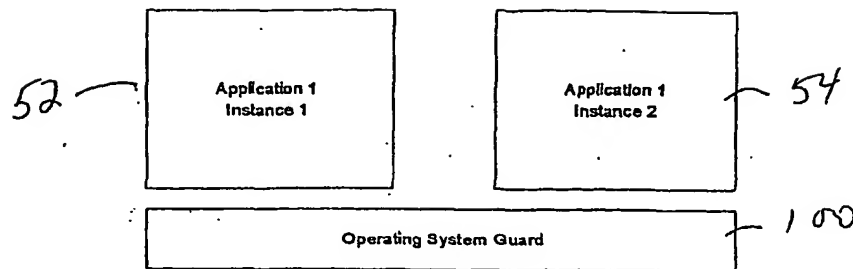 52
Application 1
Instance 1
Application 1
Instance 2
54
Operating System Guard
100